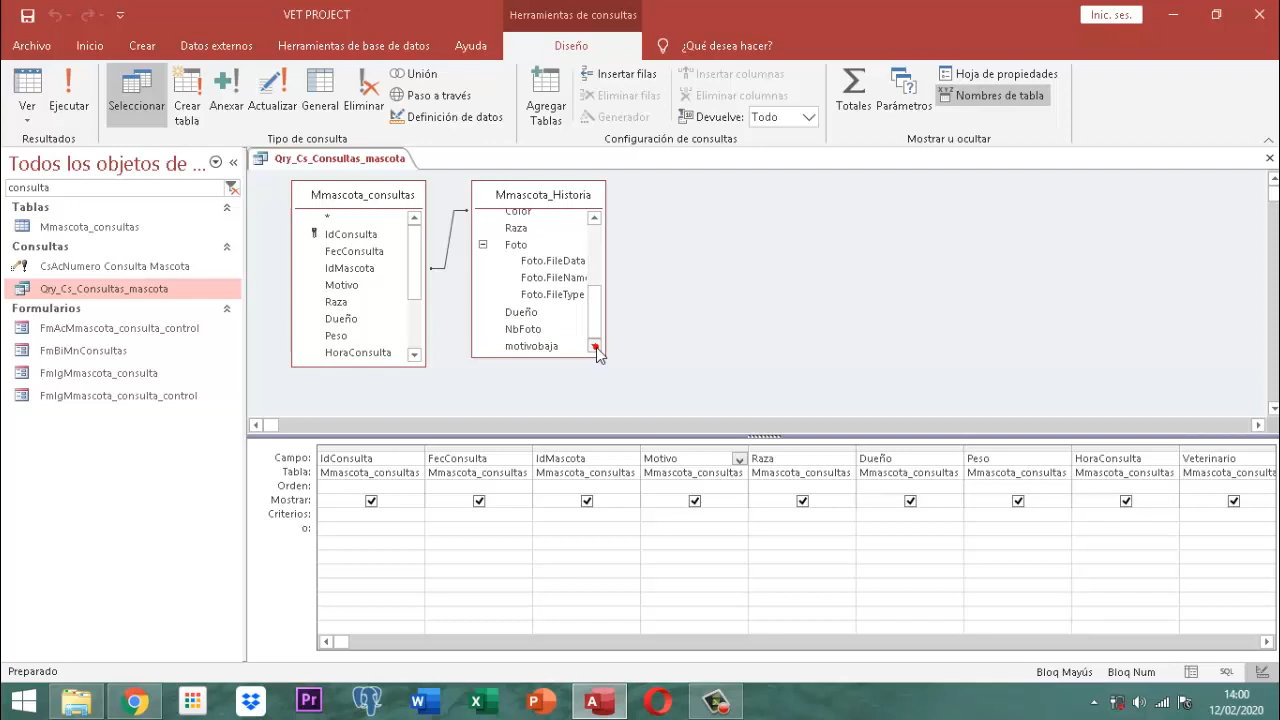 VET PROJECT
Herramientas de consultas
Inic. ses.
Archivo Inicio Crear Datos externos Herramientas de base de datos Ayuda Diseño ¿Qué desea hacer?
Ver Ejecutar Seleccionar Crear tabla Anexar Actualizar General Eliminar
Unión
Paso a través
Definición de datos
Agregar Tablas
Insertar filas
Eliminar filas
Generador
Insertar columnas
Eliminar columnas
Devuelve: Todo
Totales Parámetros
Hoja de propiedades
XYZ Nombres de tabla
Resultados Tipo de consulta Configuración de consultas Mostrar u ocultar
Todos los objetos de ...
consulta
Tablas
Mmascota_consultas
Consultas
CsAcNumero Consulta Mascota
Qry_Cs_Consultas_mascota
Formularios
FmAcMmascota_consulta_control
FmBiMnConsultas
FmIgMmascota_consulta
FmIgMmascota_consulta_control
Qry_Cs_Consultas_mascota
Mmascota_consultas
*
IdConsulta
FecConsulta
IdMascota
Motivo
Raza
Dueño
Peso
HoraConsulta
Mmascota_Historia
Color
Raza
Foto
Foto.FileData
Foto.FileName
Foto.FileType
Dueño
NbFoto
motivobaja
Campo: IdConsulta FecConsulta IdMascota Motivo Raza Dueño Peso HoraConsulta Veterinario
Tabla: Mmascota_consultas Mmascota_consultas Mmascota_consultas Mmascota_consultas Mmascota_consultas Mmascota_consultas Mmascota_consultas Mmascota_consultas Mmascota_consulta
Orden:
Mostrar:
Criterios:
o:
Preparado
Bloq Mayús Bloq Num SQL
Pr W X P A
14:00
12/02/2020